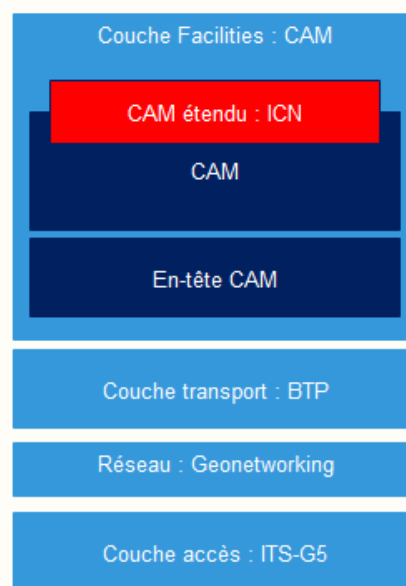 Couche Facilities : CAM
CAM étendu : ICN
CAM
En-tête CAM
Couche transport : BTP
Réseau : Geonetworking
Couche accès : ITS-G5